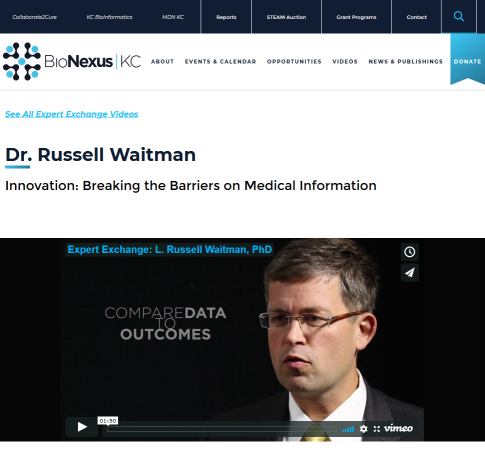 Collaborate2Cure KC Bioinformatics MDN KC Reports STEAM Auction Grant Programs Contact
BioNexus KC ABOUT EVENTS & CALENDAR OPPORTUNITIES VIDEOS NEWS & PUBLISHINGS DONATE
See All Expert Exchange Videos
Dr. Russell Waitman
Innovation: Breaking the Barriers on Medical Information
Expert Exchange: L. Russell Waitman, PhD
COMPAREDATA
TO
OUTCOMES
01:30
vimeo